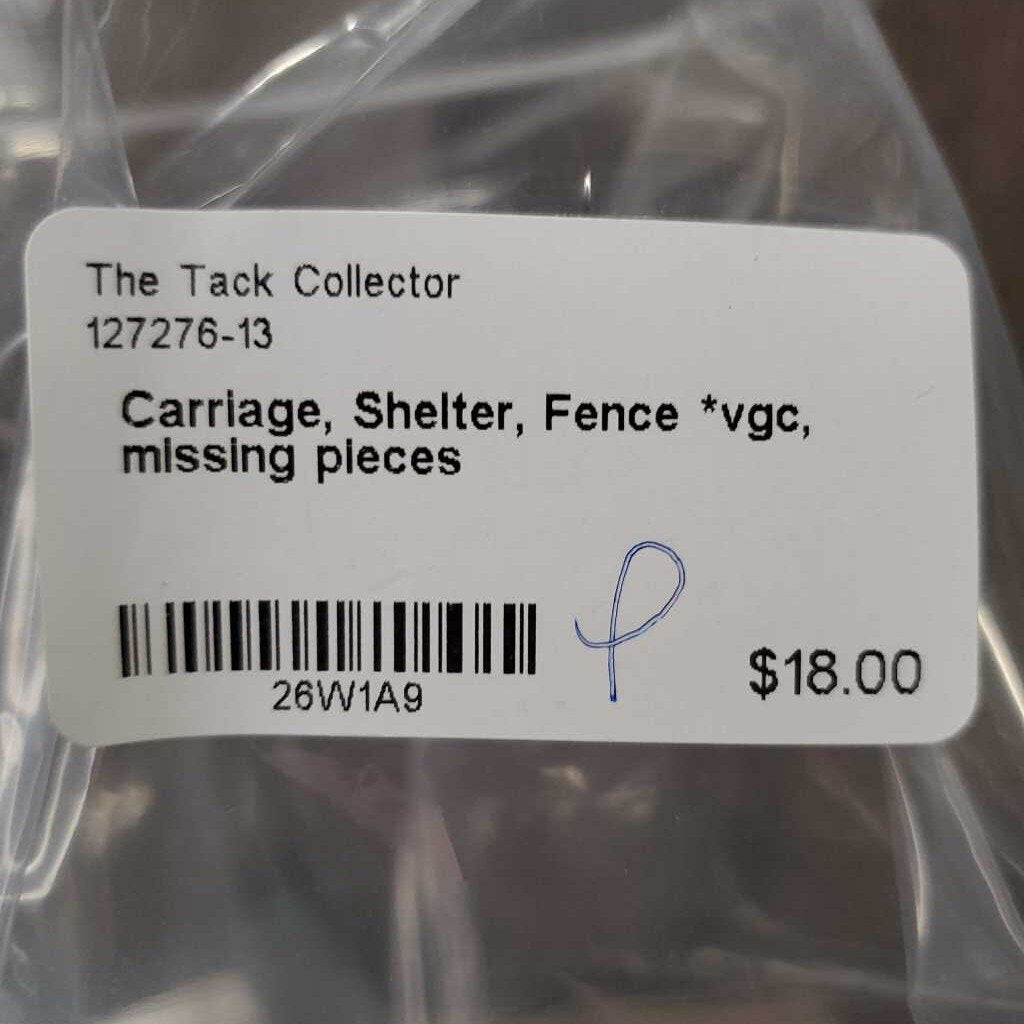 The Tack Collector
127276-13
Carriage, Shelter, Fence *vgc,
missing pieces
26W1A9
$18.00